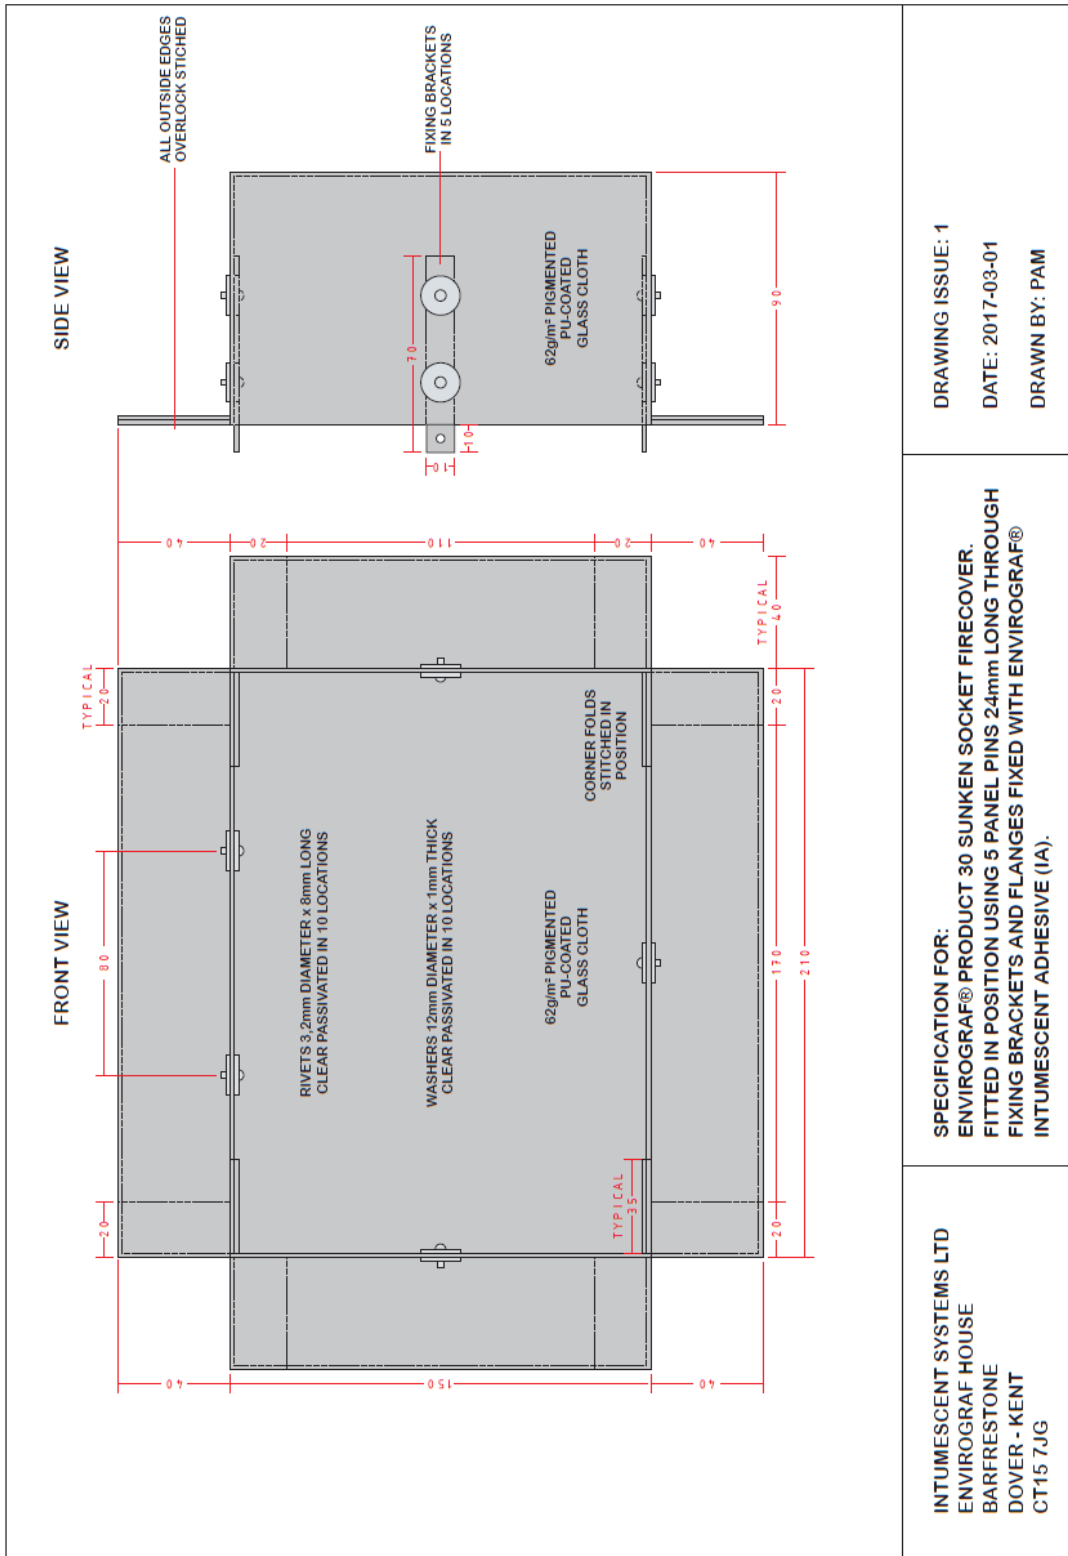 FRONT VIEW
SIDE VIEW
TYPICAL
20
80
20
40
150
40
RIVETS 3,2mm DIAMETER x 8mm LONG
CLEAR PASSIVATED IN 10 LOCATIONS
WASHERS 12mm DIAMETER x 1mm THICK
CLEAR PASSIVATED IN 10 LOCATIONS
62g/m² PIGMENTED
PU-COATED
GLASS CLOTH
CORNER FOLDS
STITCHED IN
POSITION
TYPICAL
35
20
170
20
210
TYPICAL
40
40
20
110
20
40
ALL OUTSIDE EDGES
OVERLOCK STICHED
FIXING BRACKETS
IN 5 LOCATIONS
70
10
10
62g/m² PIGMENTED
PU-COATED
GLASS CLOTH
90
INTUMESCENT SYSTEMS LTD
ENVIROGRAF HOUSE
BARFRESTONE
DOVER - KENT
CT15 7JG
SPECIFICATION FOR:
ENVIROGRAF® PRODUCT 30 SUNKEN SOCKET FIRECOVER.
FITTED IN POSITION USING 5 PANEL PINS 24mm LONG THROUGH
FIXING BRACKETS AND FLANGES FIXED WITH ENVIROGRAF®
INTUMESCENT ADHESIVE (IA).
DRAWING ISSUE: 1
DATE: 2017-03-01
DRAWN BY: PAM